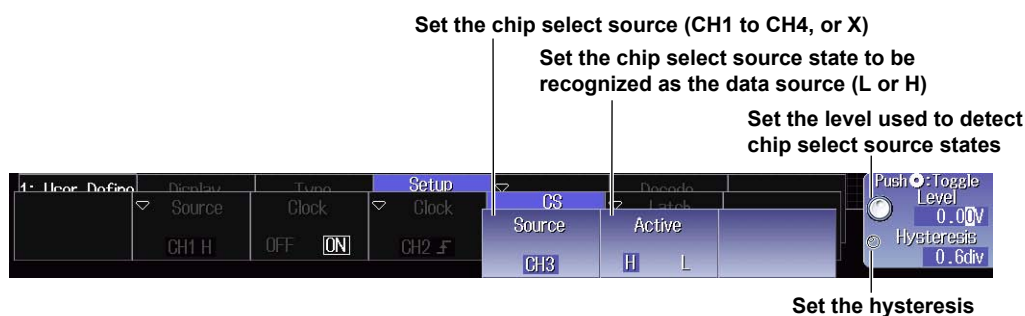 Set the chip select source (CH1 to CH4, or X)
Set the chip select source state to be
recognized as the data source (L or H)
Set the level used to detect
chip select source states
1: User Define Display Type Setup Decode
Source Clock Clock CS Latch
Source Active
CH1 H OFF ON CH2
CH3 H L
Push :Toggle
Level
0.00V
Hysteresis
0.6div
Set the hysteresis